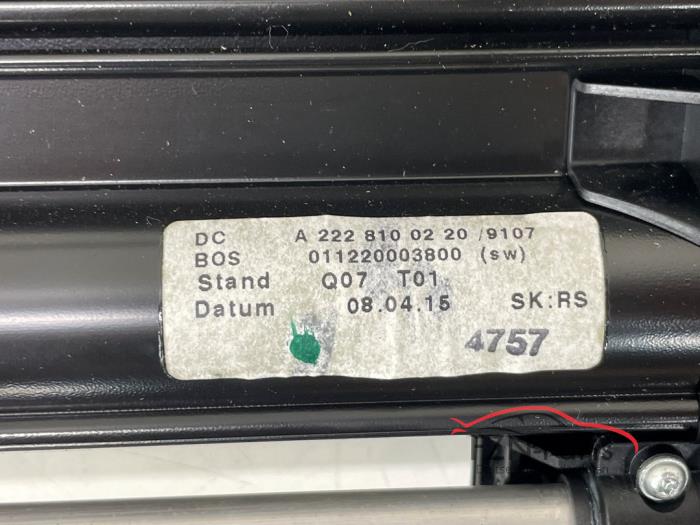 DC A 222 810 02 20 /9107
BOS 011220003800 (sw)
Stand Q07 T01
Datum 08.04.15 SK:RS
4757